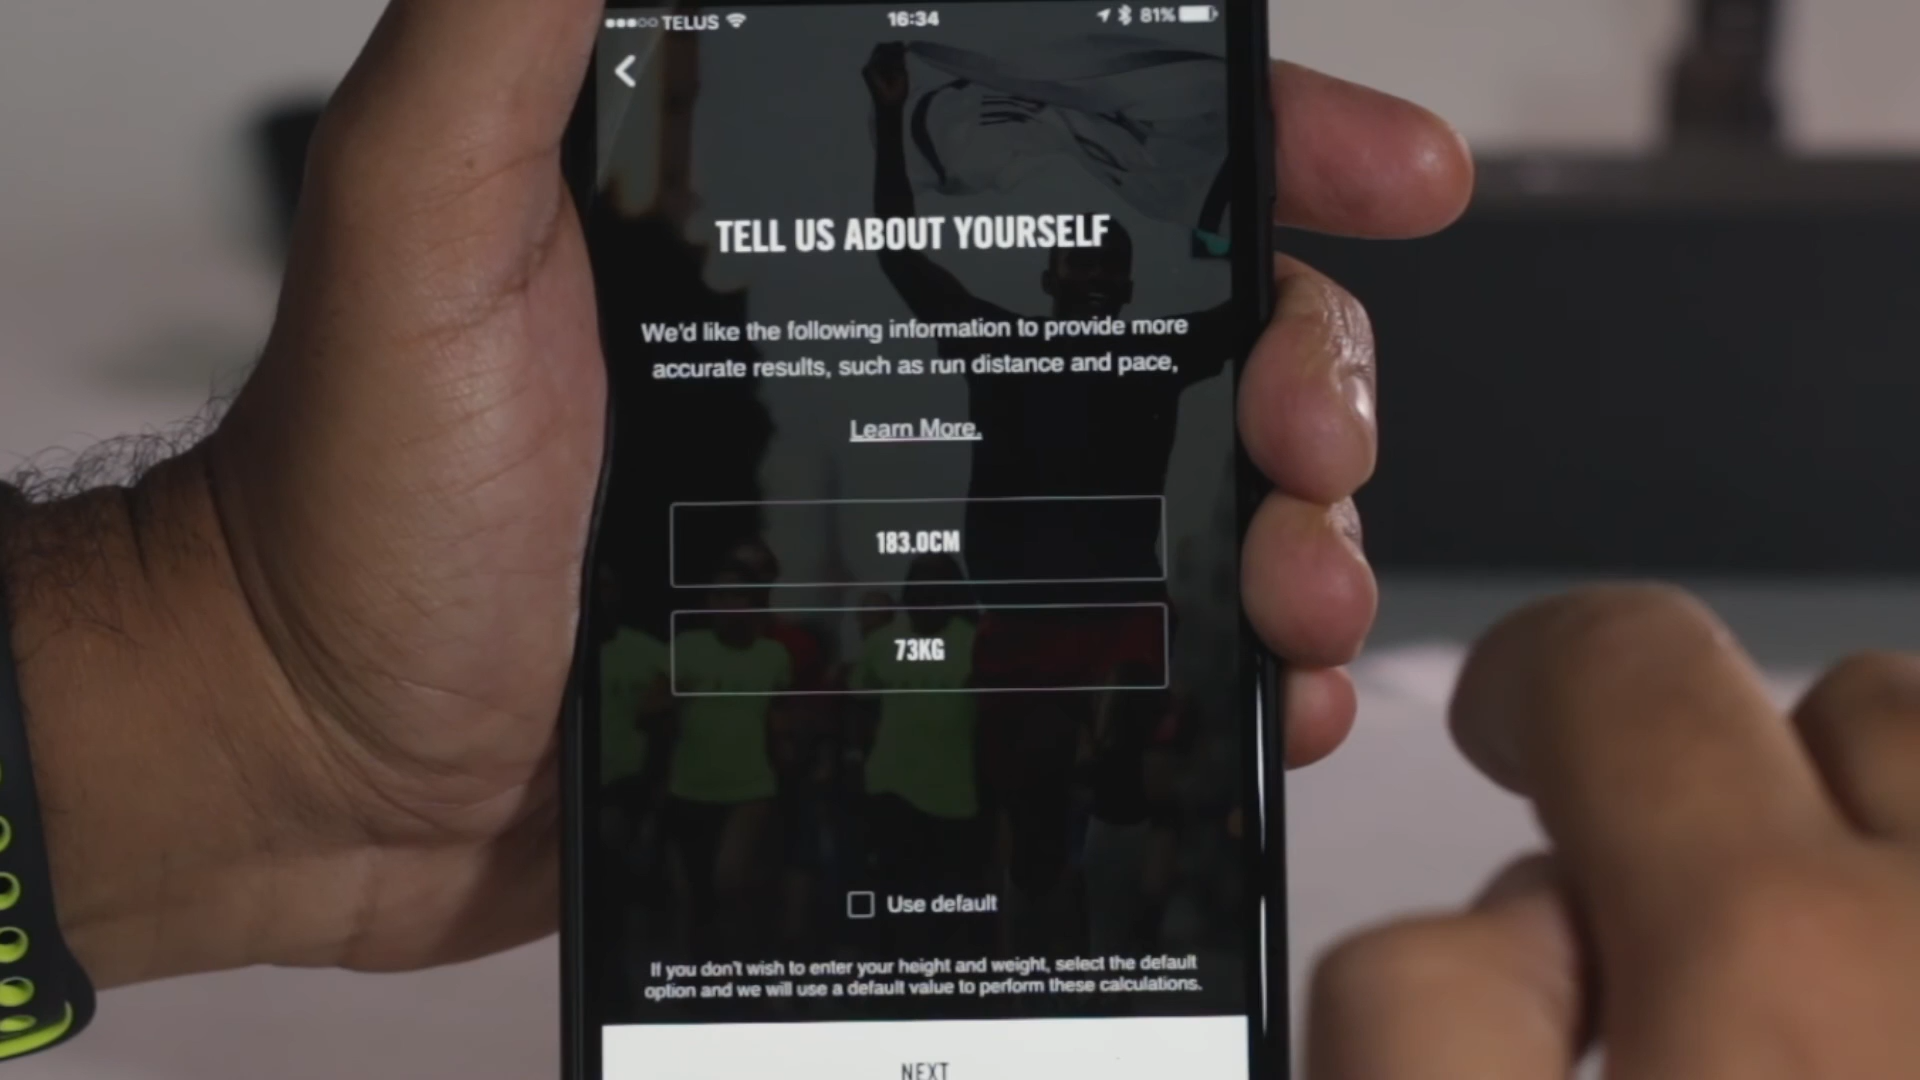 TELUS 16:34 81%
TELL US ABOUT YOURSELF
We'd like the following information to provide more
accurate results, such as run distance and pace,
Learn More.
183.0CM
73KG
Use default
If you don't wish to enter your height and weight, select the default
option and we will use a default value to perform these calculations.
NEXT